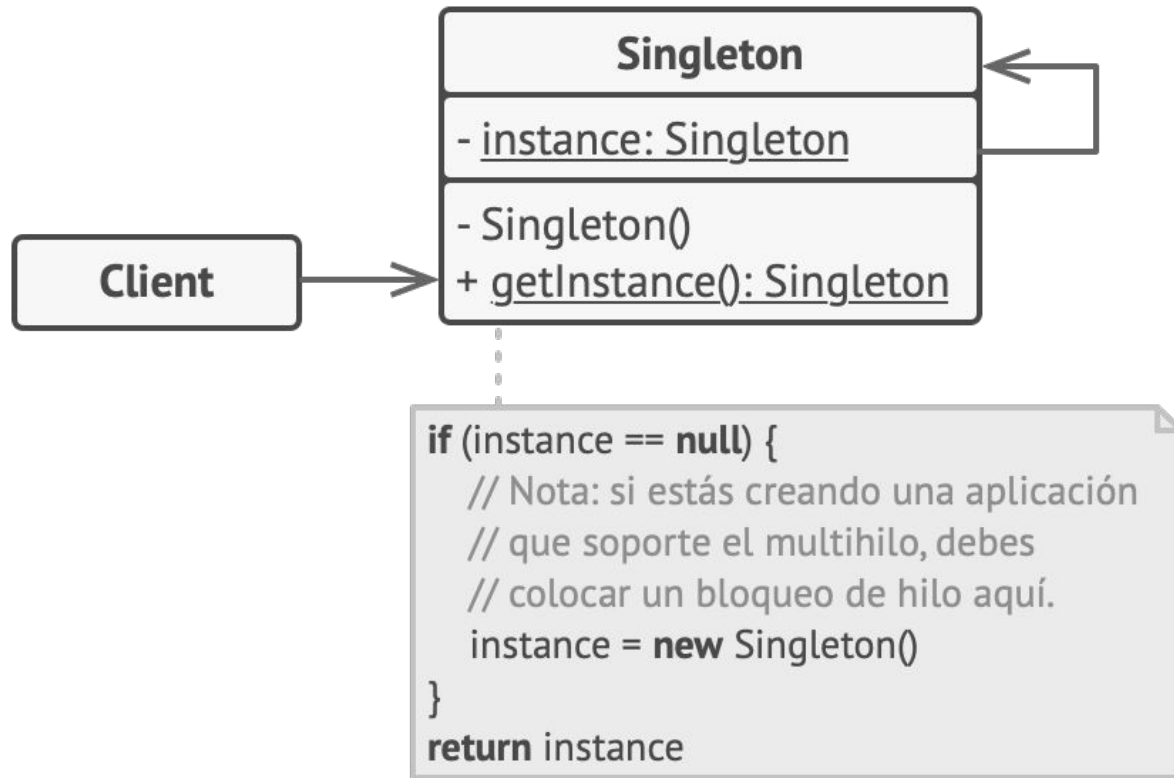 Singleton
- instance: Singleton
- Singleton()
+ getInstance(): Singleton
Client
if (instance == null) {
// Nota: si estás creando una aplicación
// que soporte el multihilo, debes
// colocar un bloqueo de hilo aquí.
instance = new Singleton()
}
return instance